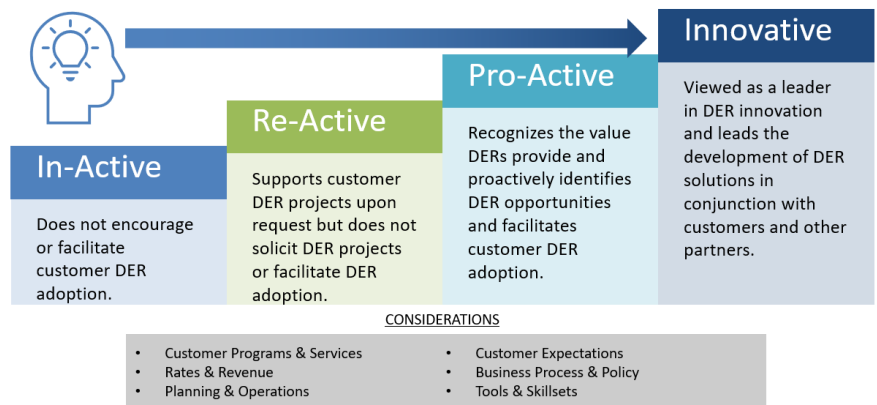 In-Active
Does not encourage
or facilitate
customer DER
adoption.
Re-Active
Supports customer
DER projects upon
request but does not
solicit DER projects
or facilitate DER
adoption.
Pro-Active
Recognizes the value
DERs provide and
proactively identifies
DER opportunities
and facilitates
customer DER
adoption.
Innovative
Viewed as a leader
in DER innovation
and leads the
development of DER
solutions in
conjunction with
customers and other
partners.
CONSIDERATIONS
• Customer Programs & Services
• Rates & Revenue
• Planning & Operations
• Customer Expectations
• Business Process & Policy
• Tools & Skillsets